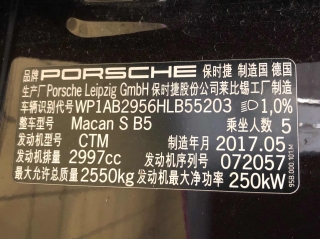 品牌 PORSCHE 保时捷 制造国 德国
生产厂 Porsche Leipzig GmbH 保时捷股份公司莱比锡工厂制造
车辆识别代号 WP1AB2956HLB55203 1,0%
车辆型号 Macan S B5 乘坐人数 5
发动机型号 CTM 制造年月 2017.05
发动机排量 2997cc 发动机号 072057
最大允许总质量 2550kg 发动机最大净功率 250kW
95B.000.101.M